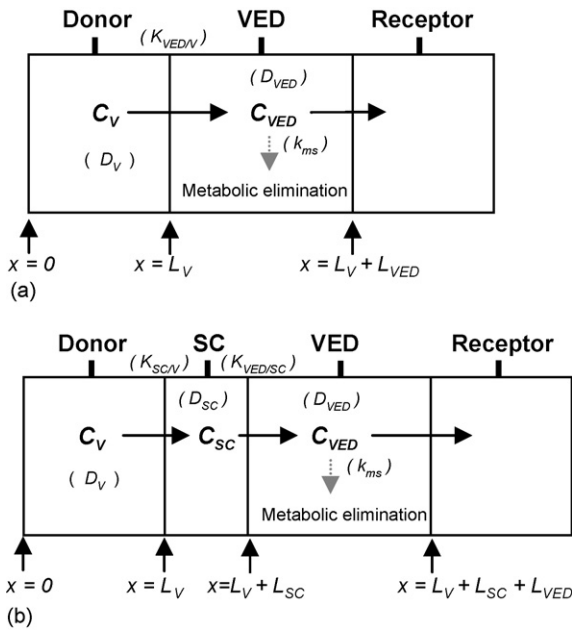 Donor VED Receptor
(K_VED/V)
(D_VED)
C_V C_VED
(D_V) (k_ms)
Metabolic elimination
x = 0 x = L_V x = L_V + L_VED
(a)
Donor SC VED Receptor
(K_SC/V) (K_VED/SC)
(D_SC) (D_VED)
C_V C_SC C_VED
(D_V) (k_ms)
Metabolic elimination
x = 0 x = L_V x=L_V + L_SC x = L_V + L_SC + L_VED
(b)